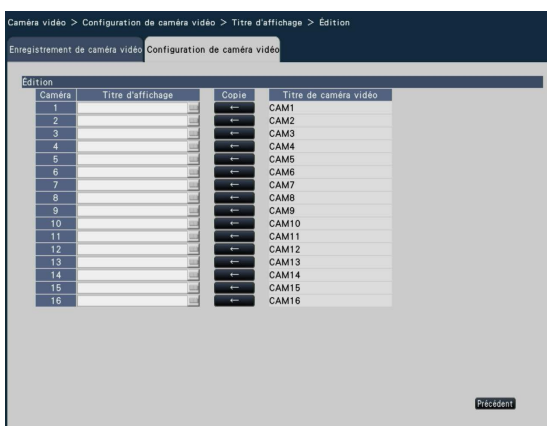 Caméra vidéo > Configuration de caméra vidéo > Titre d'affichage > Édition
Enregistrement de caméra vidéo Configuration de caméra vidéo
Édition
Caméra Titre d'affichage Copie Titre de caméra vidéo
1 ← CAM1
2 ← CAM2
3 ← CAM3
4 ← CAM4
5 ← CAM5
6 ← CAM6
7 ← CAM7
8 ← CAM8
9 ← CAM9
10 ← CAM10
11 ← CAM11
12 ← CAM12
13 ← CAM13
14 ← CAM14
15 ← CAM15
16 ← CAM16
Précédent